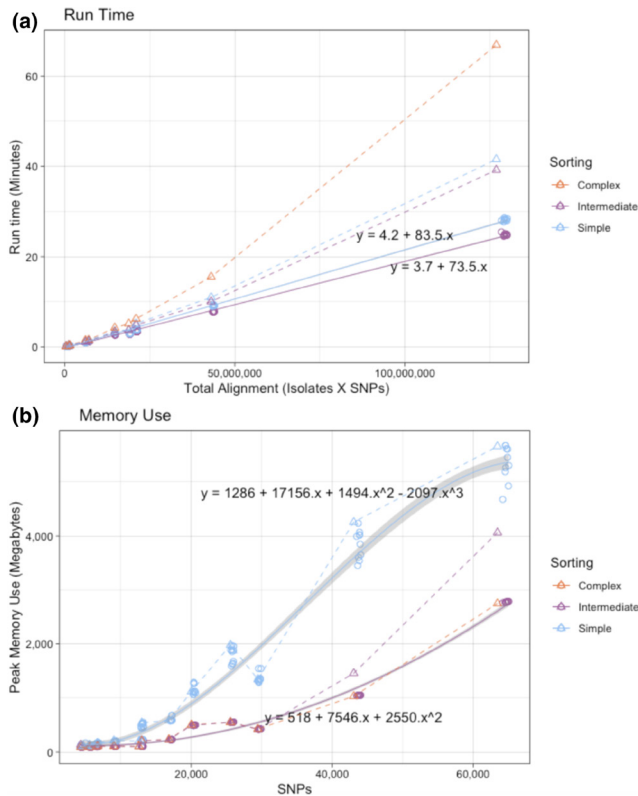 (a)
Run Time
60
40
20
0
Run time (Minutes)
y = 4.2 + 83.5.x
y = 3.7 + 73.5.x
0
50,000,000
100,000,000
Total Alignment (Isolates X SNPs)
Sorting
Complex
Intermediate
Simple
(b)
Memory Use
4,000
2,000
0
Peak Memory Use (Megabytes)
y = 1286 + 17156.x + 1494.x^2 - 2097.x^3
y = 518 + 7546.x + 2550.x^2
20,000
40,000
60,000
SNPs
Sorting
Complex
Intermediate
Simple